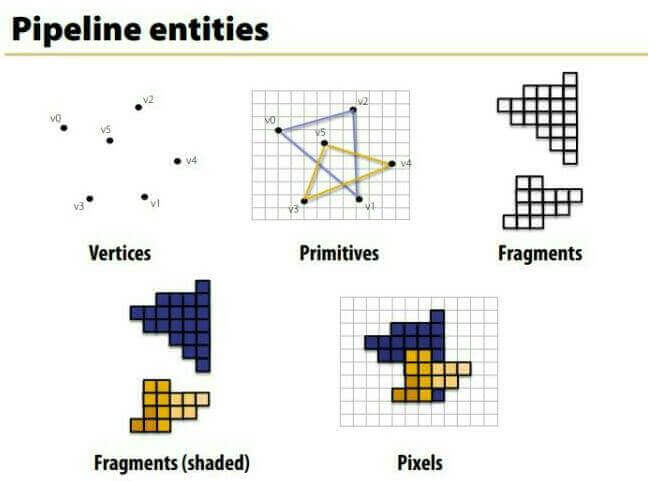 Pipeline entities
v0
v2
v5
v4
v3
v1
Vertices
v0
v2
v5
v4
v3
v1
Primitives
Fragments
Fragments (shaded)
Pixels